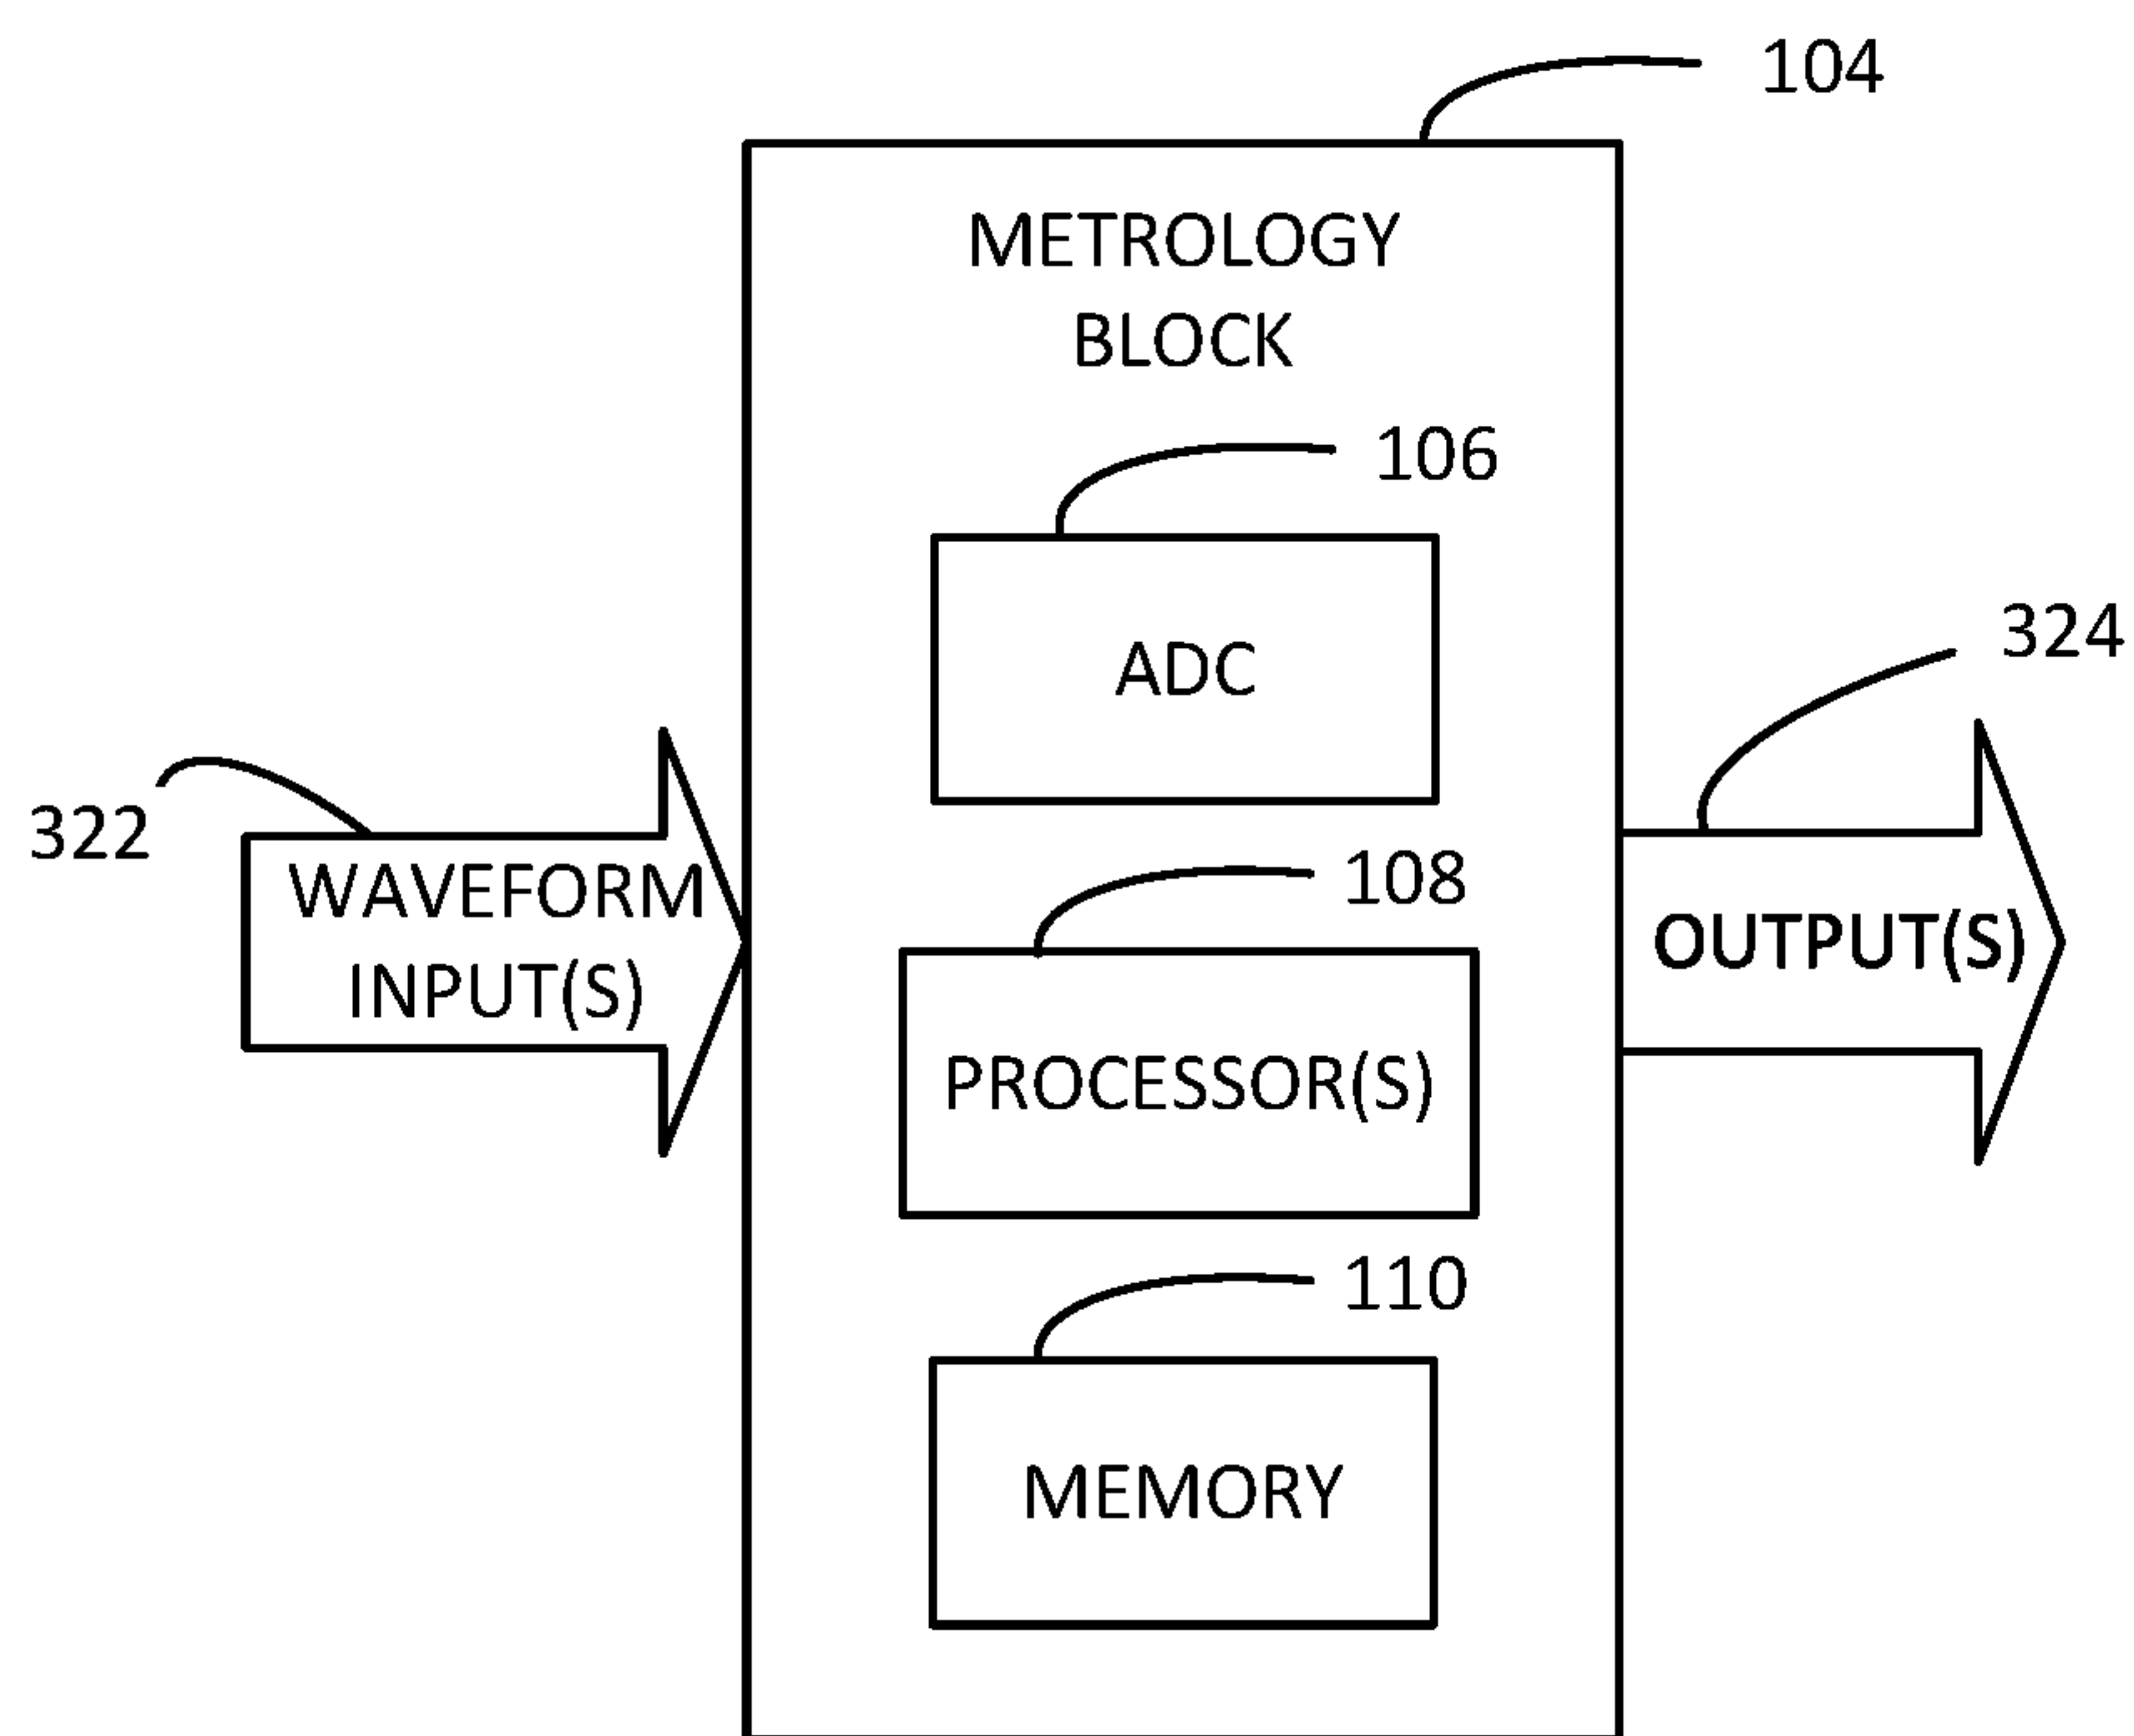 104
METROLOGY
BLOCK
106
ADC
324
322
WAVEFORM
INPUT(S)
108
OUTPUT(S)
PROCESSOR(S)
110
MEMORY